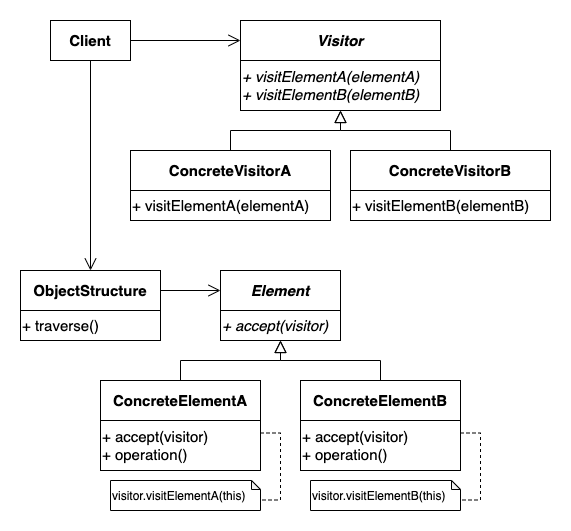 Client
Visitor
+ visitElementA(elementA)
+ visitElementB(elementB)
ConcreteVisitorA
+ visitElementA(elementA)
ConcreteVisitorB
+ visitElementB(elementB)
ObjectStructure
+ traverse()
Element
+ accept(visitor)
ConcreteElementA
+ accept(visitor)
+ operation()
visitor.visitElementA(this)
ConcreteElementB
+ accept(visitor)
+ operation()
visitor.visitElementB(this)